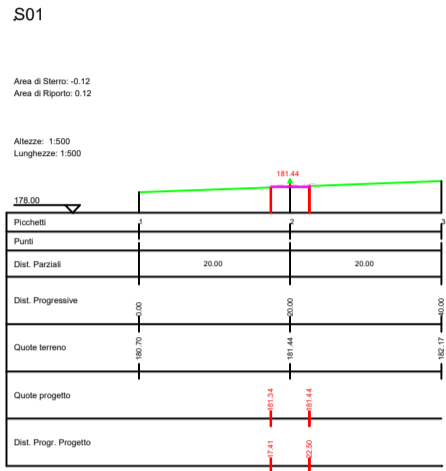 S01
Area di Sterro: -0.12
Area di Riporto: 0.12
Altezze: 1:500
Lunghezze: 1:500
181.44
178.00
Picchetti 1 2 3
Punti
Dist. Parziali 20.00 20.00
Dist. Progressive 0.00 20.00 40.00
Quote terreno 180.70 181.44 182.17
Quote progetto 181.34 181.44
Dist. Progr. Progetto 17.41 22.50